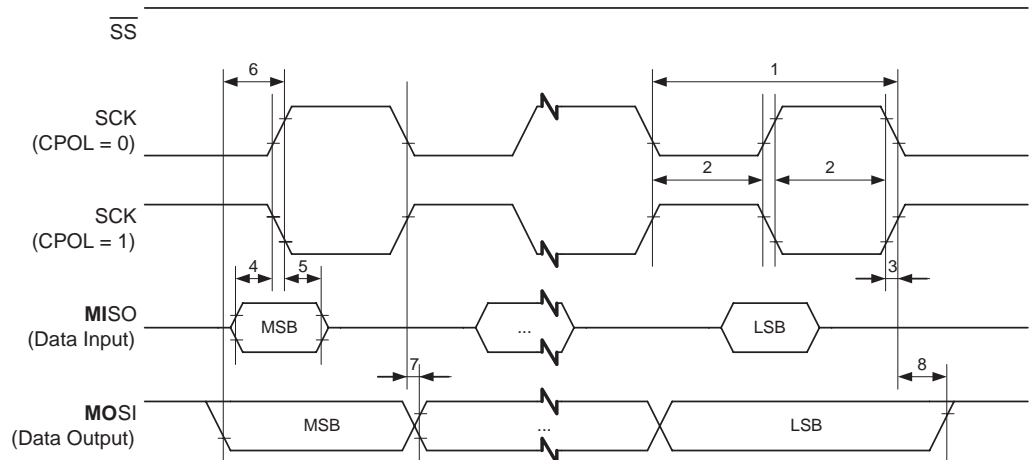 SS
6
1
SCK
(CPOL = 0)
2
2
SCK
(CPOL = 1)
4
5
3
MISO
(Data Input)
MSB
...
LSB
7
8
MOSI
(Data Output)
MSB
...
LSB